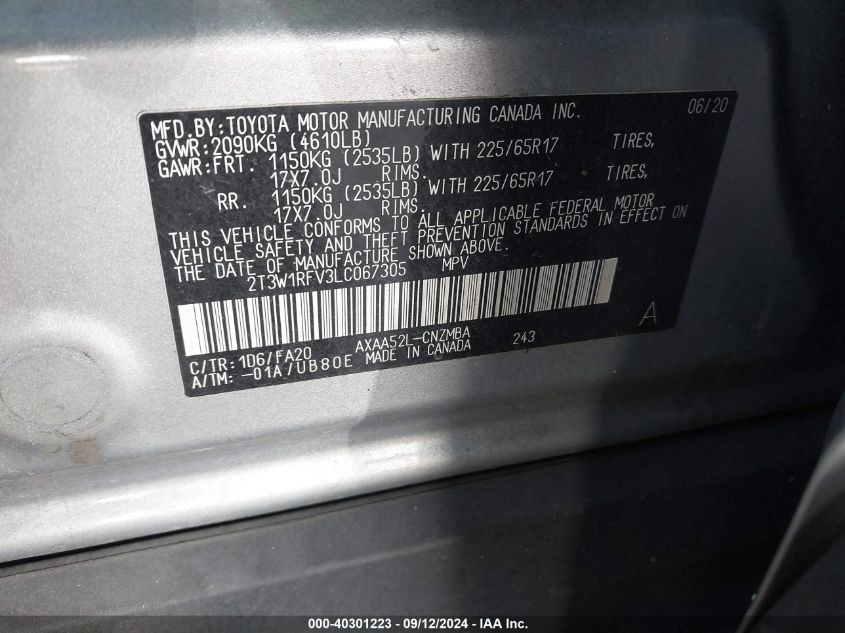 06/20
MFD.BY:TOYOTA MOTOR MANUFACTURING CANADA INC.
GVWR:2090KG (4610LB)
GAWR:FRT. 1150KG (2535LB) WITH 225/65R17 TIRES,
17X7.0J RIMS.
RR. 1150KG (2535LB) WITH 225/65R17 TIRES,
17X7.0J RIMS.
THIS VEHICLE CONFORMS TO ALL APPLICABLE FEDERAL MOTOR
VEHICLE SAFETY AND THEFT PREVENTION STANDARDS IN EFFECT ON
THE DATE OF MANUFACTURE SHOWN ABOVE.
2T3W1RFV3LC067305 MPV
A
C/TR:1D6/FA20 AXAA52L-CNZMBA 243
A/TM:-01A/UB80E MADE IN CANADA
000-40301223 - 09/12/2024 - IAA Inc.